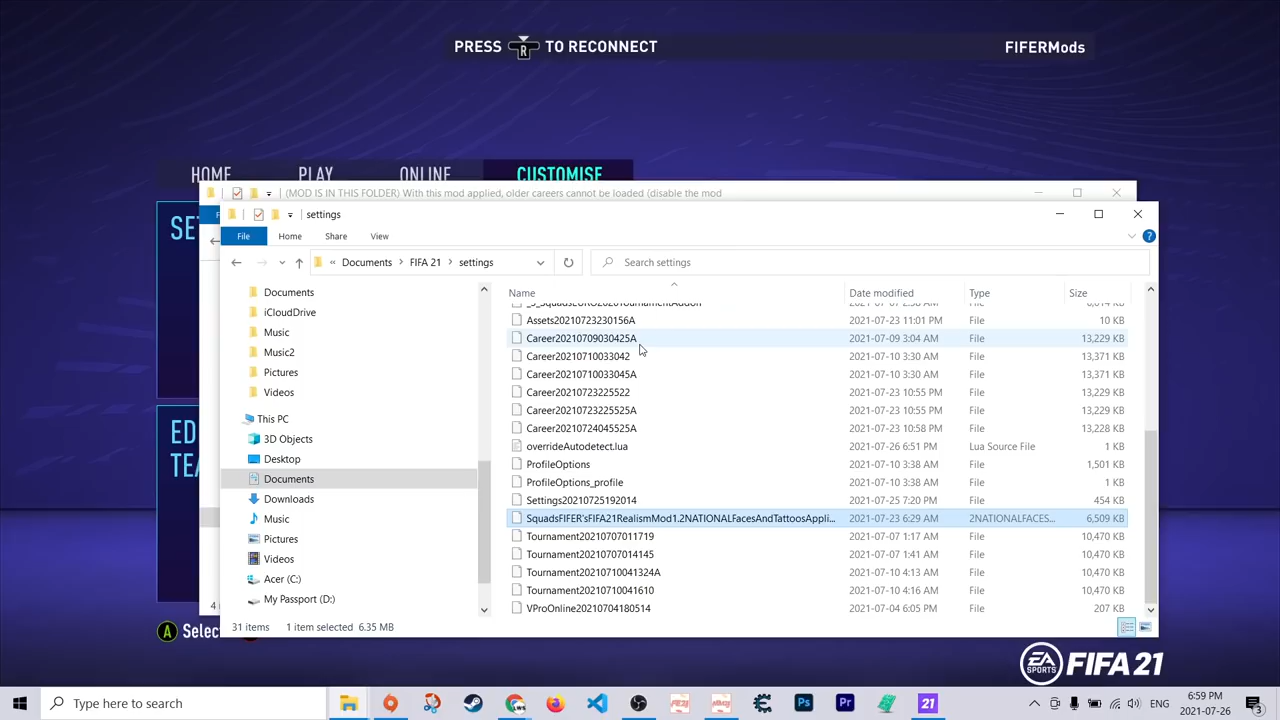 PRESS R TO RECONNECT
FIFERMods
HOME PLAY ONLINE CUSTOMISE
(MOD IS IN THIS FOLDER) With this mod applied, older careers cannot be loaded (disable the mod
SE
settings
File Home Share View
« Documents > FIFA 21 > settings
Search settings
Name Date modified Type Size
Documents
iCloudDrive
Music
Music2
Pictures
Videos
This PC
3D Objects
Desktop
Documents
Downloads
Music
Pictures
Videos
Acer (C:)
My Passport (D:)
Assets20210723230156A 2021-07-23 11:01 PM File 10 KB
Career20210709030425A 2021-07-09 3:04 AM File 13,229 KB
Career20210710033042 2021-07-10 3:30 AM File 13,371 KB
Career20210710033045A 2021-07-10 3:30 AM File 13,371 KB
Career20210723225522 2021-07-23 10:55 PM File 13,229 KB
Career20210723225525A 2021-07-23 10:55 PM File 13,229 KB
Career20210724045525A 2021-07-23 10:58 PM File 13,228 KB
overrideAutodetect.lua 2021-07-26 6:51 PM Lua Source File 1 KB
ProfileOptions 2021-07-10 3:38 AM File 1,501 KB
ProfileOptions_profile 2021-07-10 3:38 AM File 1 KB
Settings20210725192014 2021-07-25 7:20 PM File 454 KB
SquadsFIFER'sFIFA21RealismMod1.2NATIONALFacesAndTattoosAppli... 2021-07-23 6:29 AM 2NATIONALFACES... 6,509 KB
Tournament20210707011719 2021-07-07 1:17 AM File 10,470 KB
Tournament20210707014145 2021-07-07 1:41 AM File 10,470 KB
Tournament20210710041324A 2021-07-10 4:13 AM File 10,470 KB
Tournament20210710041610 2021-07-10 4:16 AM File 10,470 KB
VProOnline20210704180514 2021-07-04 6:05 PM File 207 KB
ED
TEA
4
31 items 1 item selected 6.35 MB
A Selec
EA SPORTS FIFA 21
Type here to search
21
Ps
Pr
ENG
6:59 PM
2021-07-26
3